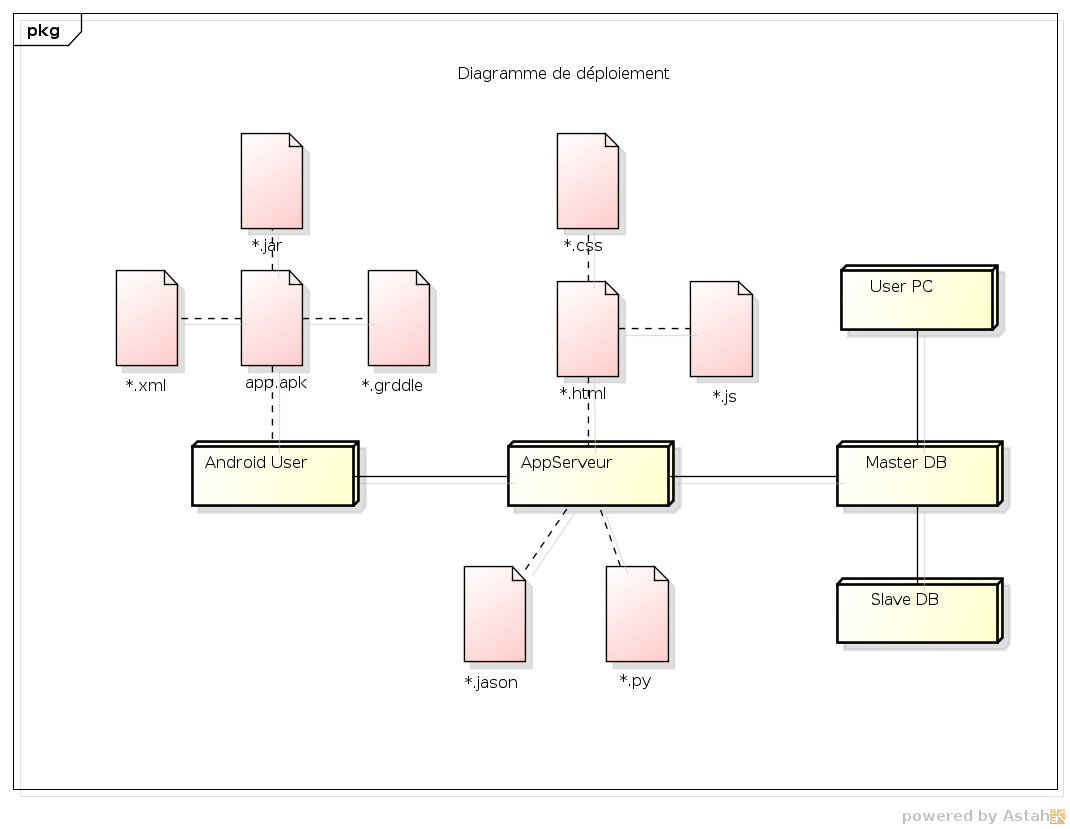 pkg
Diagramme de déploiement
*.jar
*.css
User PC
*.xml
app.apk
*.grddle
*.html
*.js
Android User
AppServeur
Master DB
Slave DB
*.jason
*.py
powered by Astah